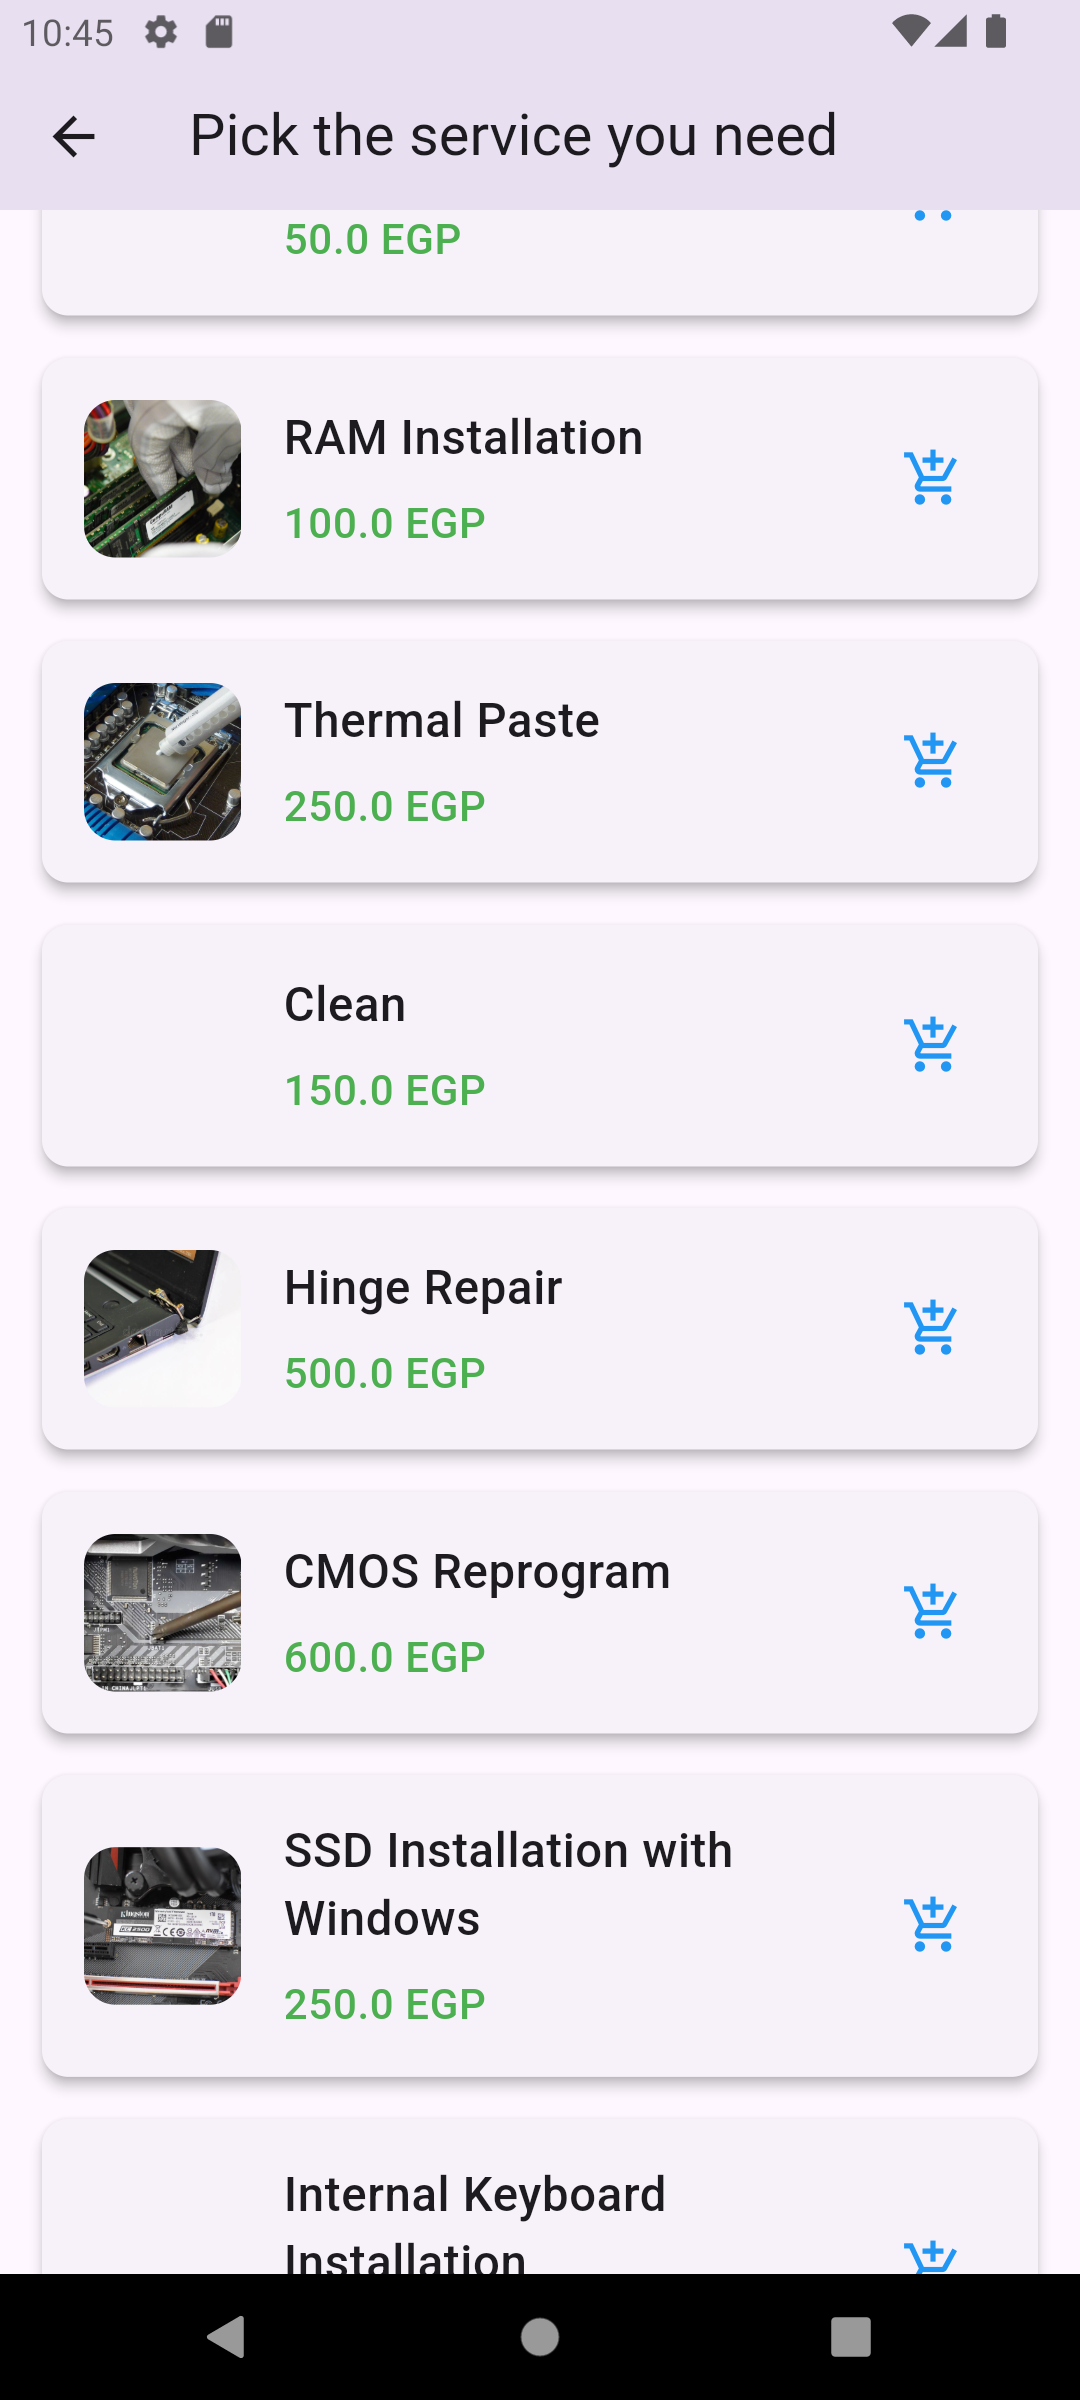 10:45
Pick the service you need
50.0 EGP
RAM Installation
100.0 EGP
Thermal Paste
250.0 EGP
Clean
150.0 EGP
Hinge Repair
500.0 EGP
CMOS Reprogram
600.0 EGP
SSD Installation with
Windows
Kingston
250.0 EGP
Internal Keyboard
Installation